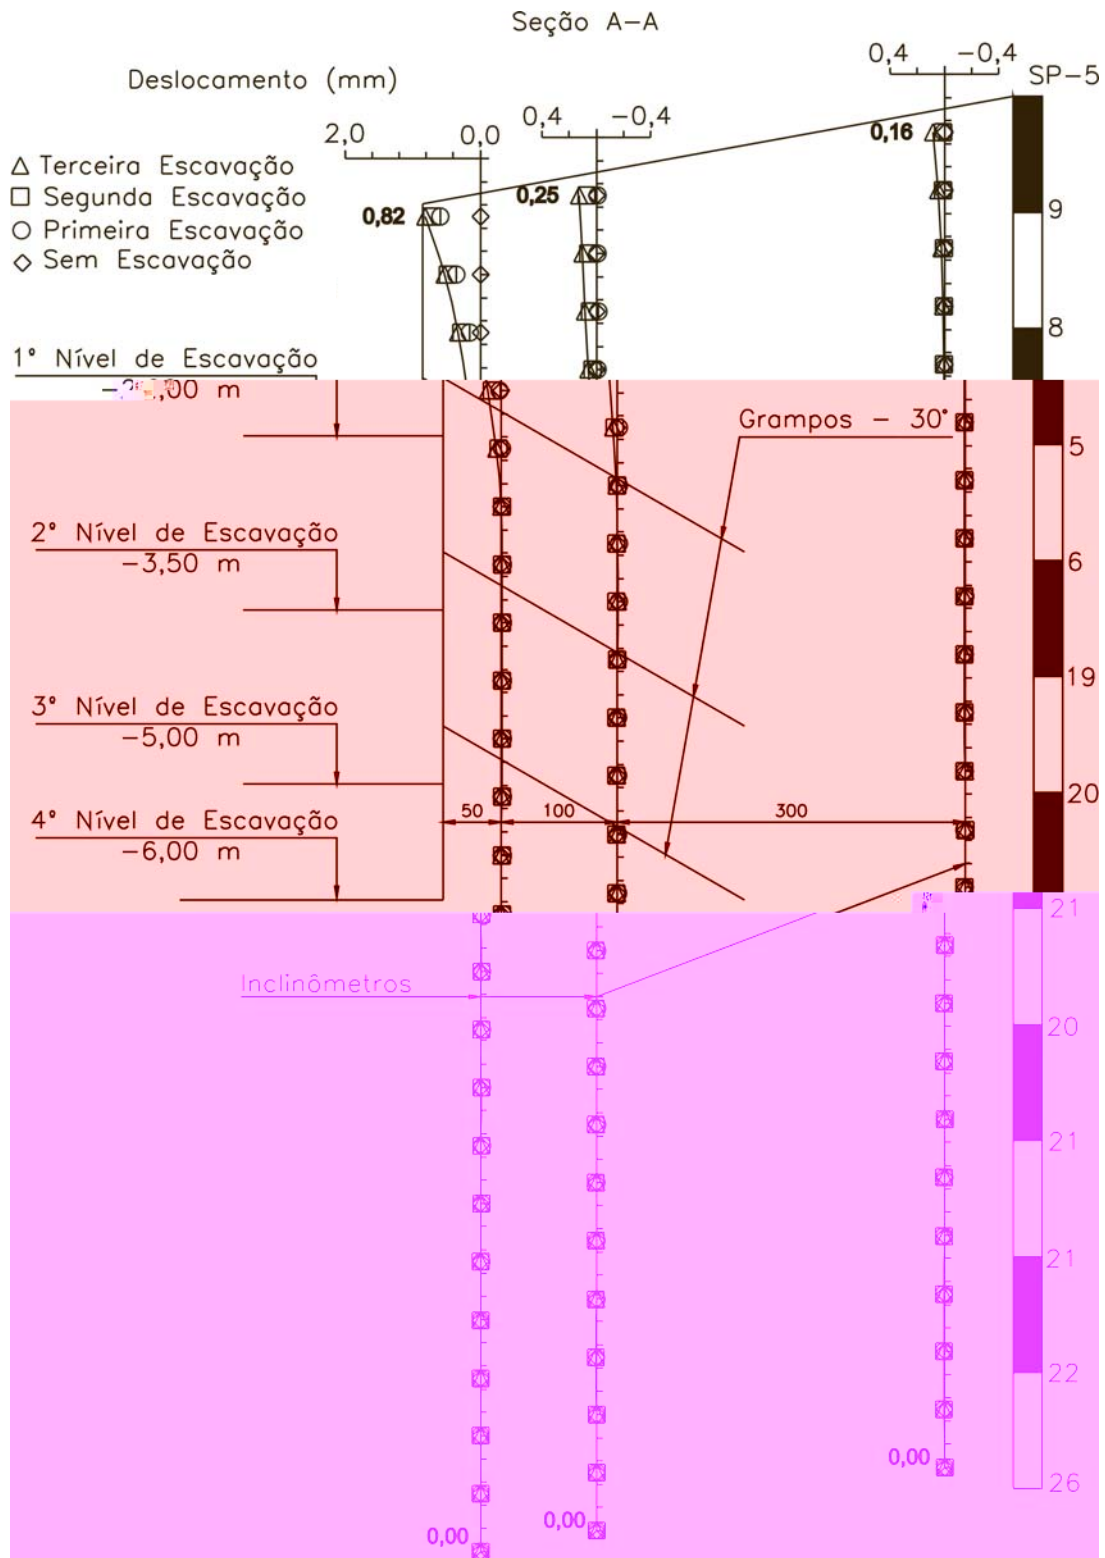 Seção A-A
0,4 -0,4
SP-5
Deslocamento (mm)
0,4 -0,4
2,0 0,0
0,16
Terceira Escavação
Segunda Escavação
0,25
0,82
9
Primeira Escavação
Sem Escavação
8
1° Nível de Escavação
,00 m
Grampos - 30°
5
2° Nível de Escavação
-3,50 m
6
19
3° Nível de Escavação
-5,00 m
20
50 100 300
4° Nível de Escavação
-6,00 m
21
Inclinômetros
20
21
21
22
0,00
26
0,00
0,00